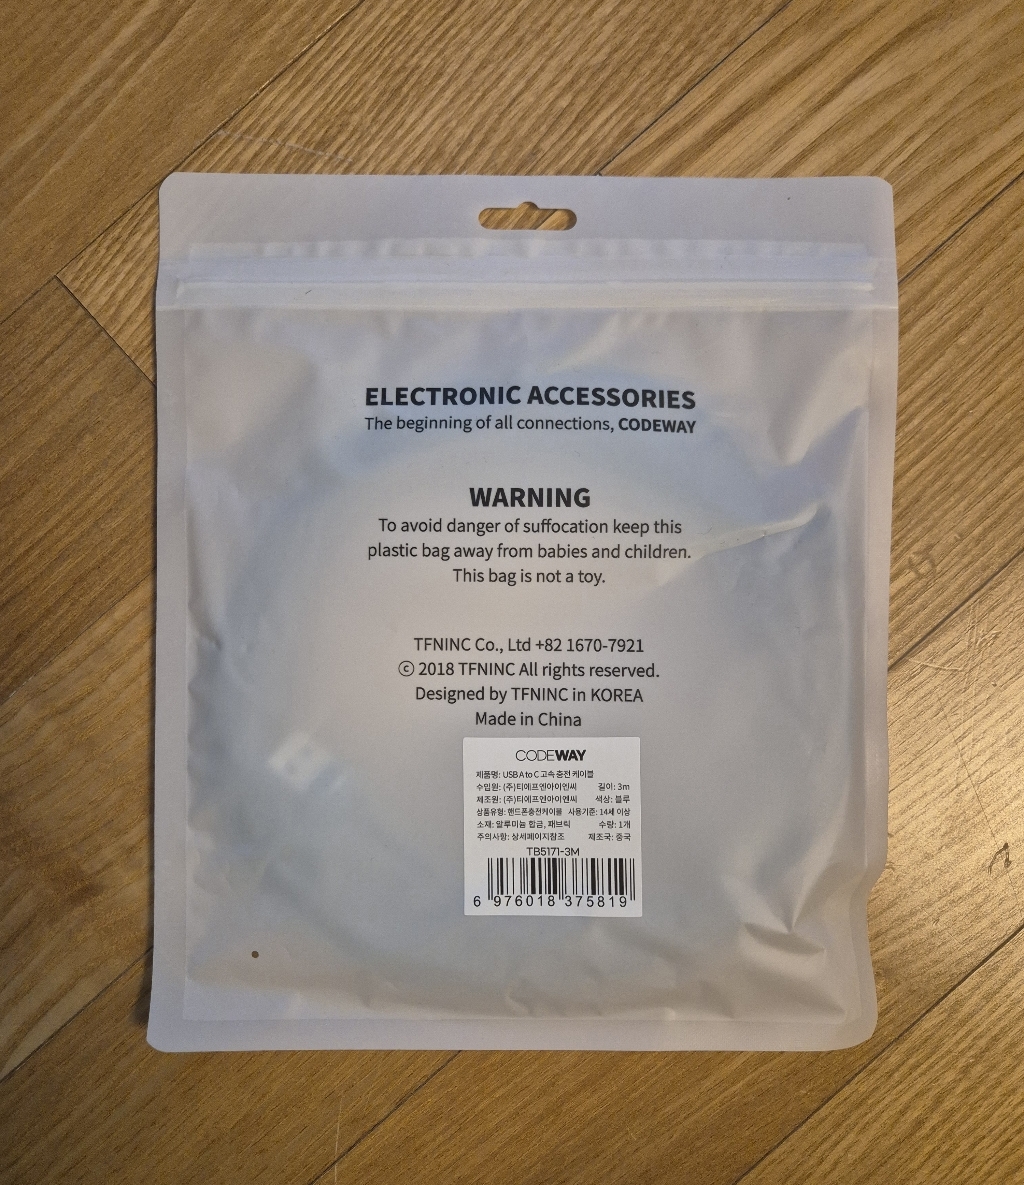 ELECTRONIC ACCESSORIES
The beginning of all connections, CODEWAY
WARNING
To avoid danger of suffocation keep this
plastic bag away from babies and children.
This bag is not a toy.
TFNINC Co., Ltd +82 1670-7921
ⓒ 2018 TFNINC All rights reserved.
Designed by TFNINC in KOREA
Made in China
CODEWAY
제품명: USB A to C 고속 충전 케이블
수입원: (주)티에프엔아이엔씨 길이: 3m
제조원: (주)티에프엔아이엔씨 색상: 블루
상품유형: 핸드폰충전케이블 사용기준: 14세 이상
소재: 알루미늄 합금, 패브릭 수량: 1개
주의사항: 상세페이지참조 제조국: 중국
TB5171-3M
6 976018 375819